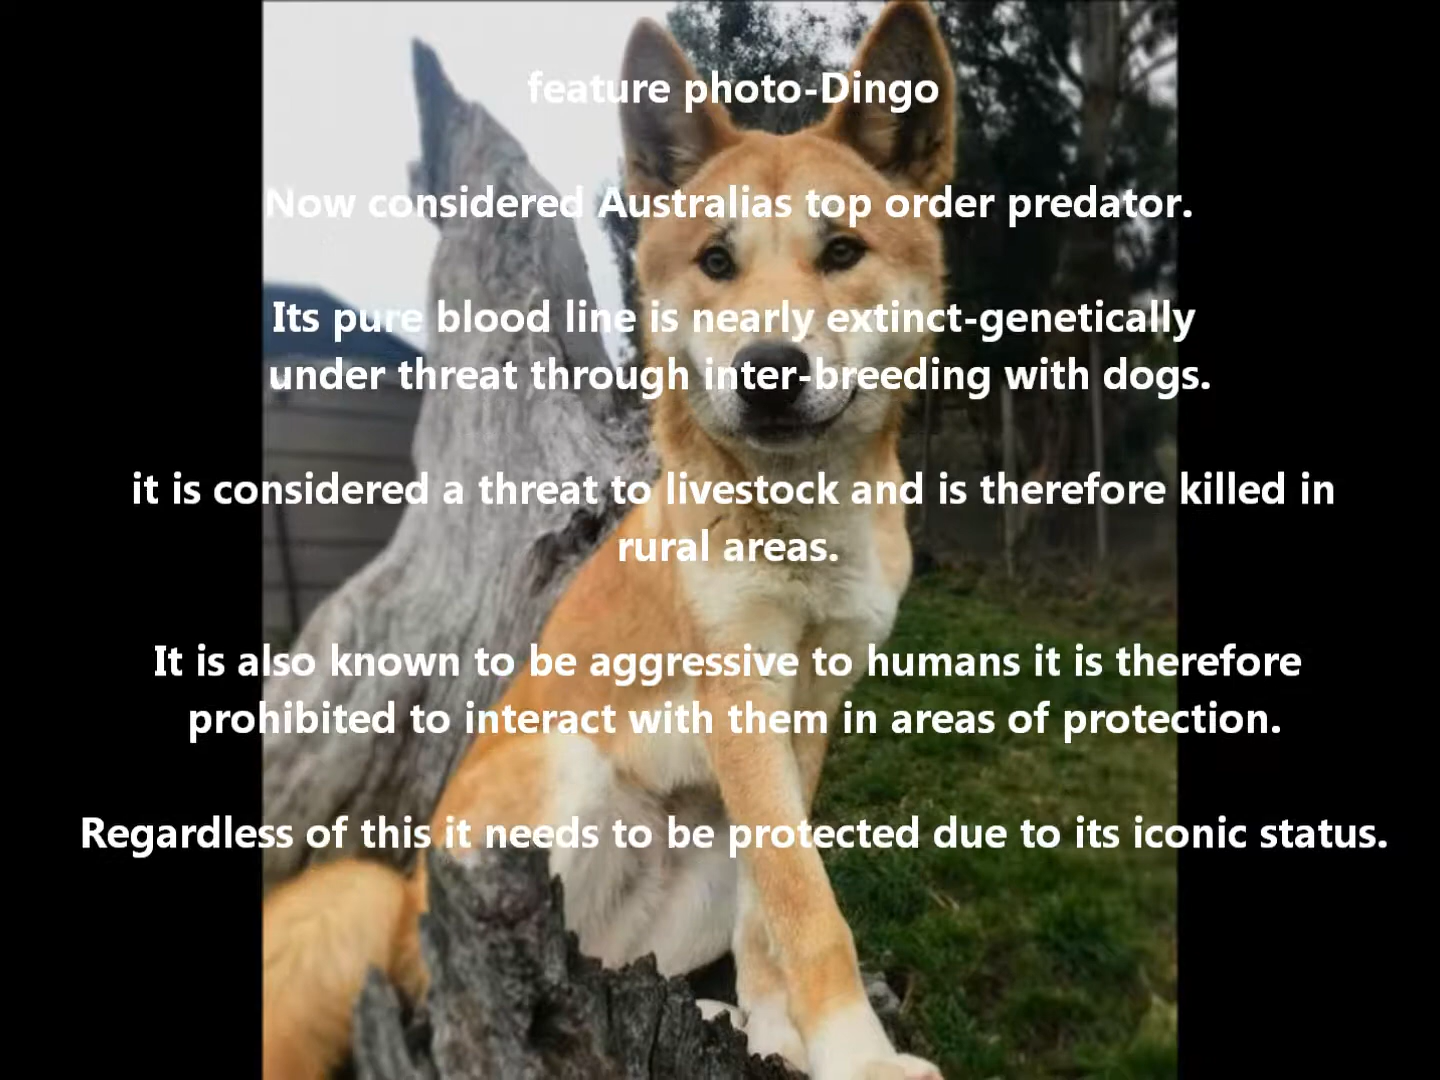 feature photo-Dingo
Now considered Australias top order predator.
Its pure blood line is nearly extinct-genetically
under threat through inter-breeding with dogs.
it is considered a threat to livestock and is therefore killed in
rural areas.
It is also known to be aggressive to humans it is therefore
prohibited to interact with them in areas of protection.
Regardless of this it needs to be protected due to its iconic status.